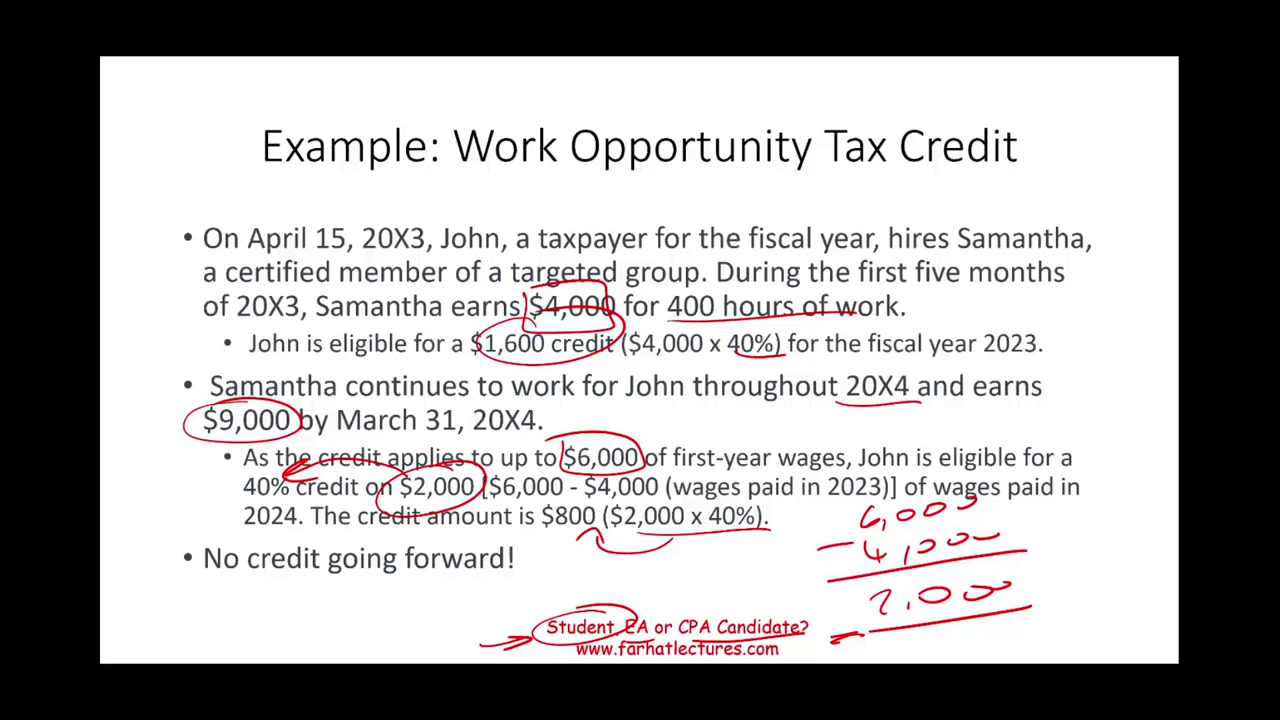 Example: Work Opportunity Tax Credit
• On April 15, 20X3, John, a taxpayer for the fiscal year, hires Samantha,
a certified member of a targeted group. During the first five months
of 20X3, Samantha earns $4,000 for 400 hours of work.
• John is eligible for a $1,600 credit ($4,000 x 40%) for the fiscal year 2023.
• Samantha continues to work for John throughout 20X4 and earns
$9,000 by March 31, 20X4.
• As the credit applies to up to $6,000 of first-year wages, John is eligible for a
40% credit on $2,000 [$6,000 - $4,000 (wages paid in 2023)] of wages paid in
2024. The credit amount is $800 ($2,000 x 40%).
6,000
- 4,000
2,000
• No credit going forward!
Student, EA or CPA Candidate?
www.farhatlectures.com